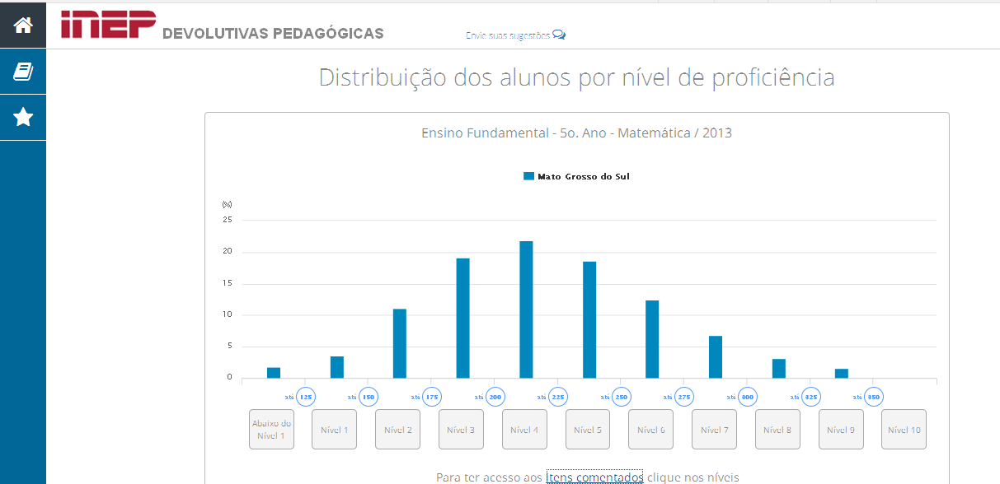 INEP DEVOLUTIVAS PEDAGÓGICAS
Envie suas sugestões
Distribuição dos alunos por nível de proficiência
Ensino Fundamental - 5o. Ano - Matemática / 2013
Mato Grosso do Sul
(%)
25
20
15
10
5
0
até 125 até 150 até 175 até 200 até 225 até 250 até 275 até 300 até 325 até 350
Abaixo do
Nível 1 Nível 1 Nível 2 Nível 3 Nível 4 Nível 5 Nível 6 Nível 7 Nível 8 Nível 9 Nível 10
Para ter acesso aos itens comentados clique nos níveis